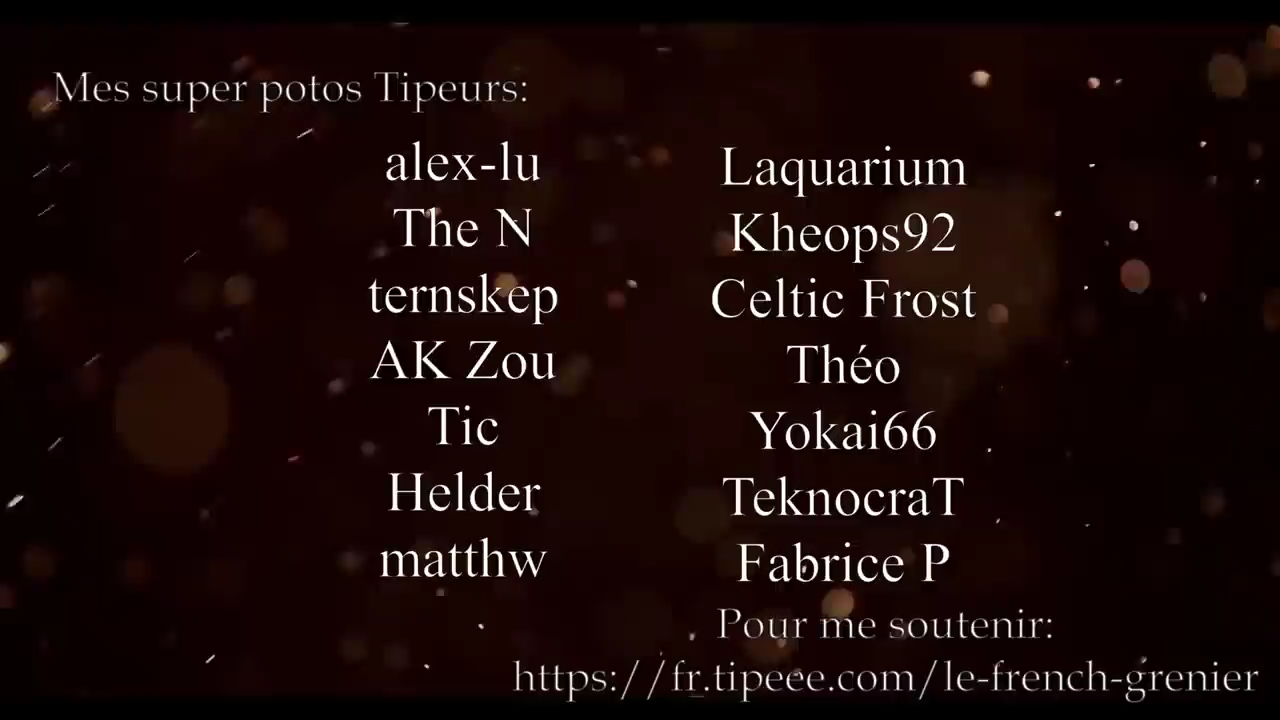 Mes super potos Tipeurs:
alex-lu
The N
ternskep
AK Zou
Tic
Helder
matthw
Laquarium
Kheops92
Celtic Frost
Théo
Yokai66
TeknocraT
Fabrice P
Pour me soutenir:
https://fr.tipeee.com/le-french-grenier